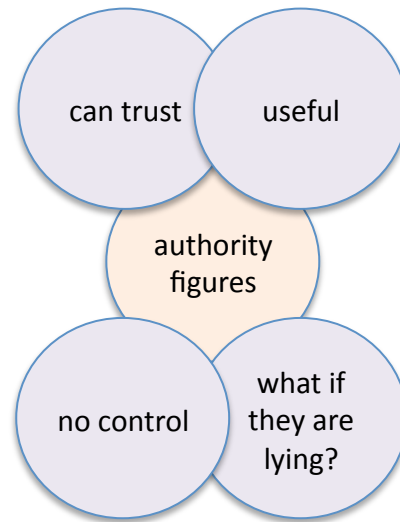 can trust
useful
authority
figures
no control
what if
they are
lying?